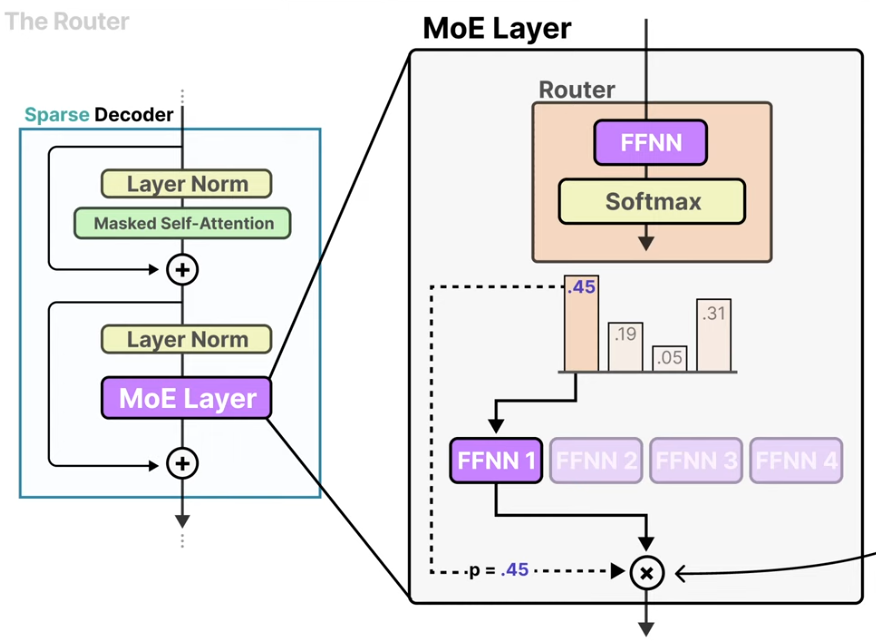 The Router
MoE Layer
Sparse Decoder
Router
FFNN
Softmax
Layer Norm
Masked Self-Attention
+
Layer Norm
MoE Layer
+
.45
.19
.05
.31
FFNN 1
FFNN 2
FFNN 3
FFNN 4
p = .45
×